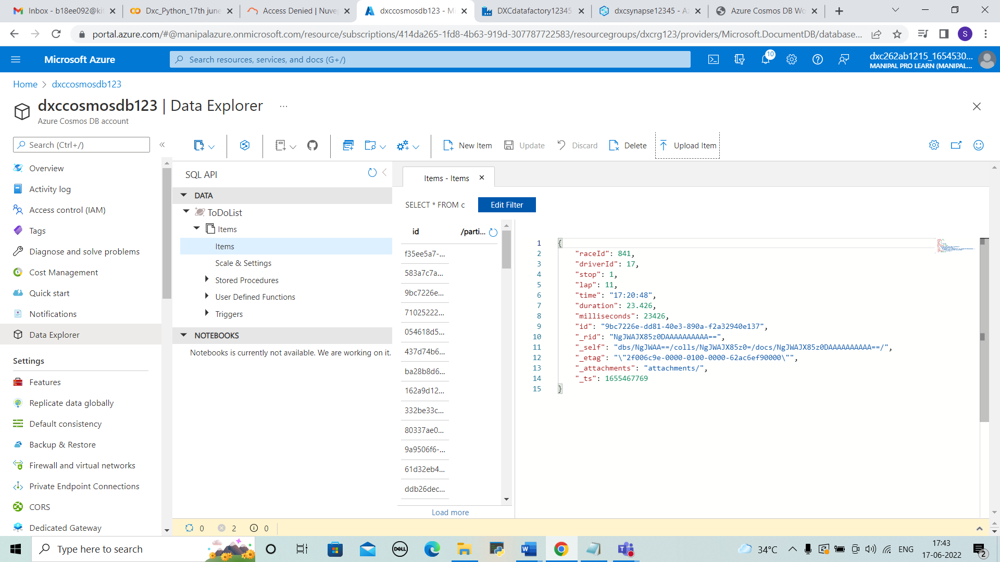 Inbox - b18ee092@kit
Dxc_Python_17th june
Access Denied | Nuvep
dxccosmosdb123 - Mi
DXCdatafactory12345
dxcsynapse12345 - Az
Azure Cosmos DB Wo
portal.azure.com/#@manipalazure.onmicrosoft.com/resource/subscriptions/414da265-1fd8-4b63-919d-307787722583/resourcegroups/dxcrg123/providers/Microsoft.DocumentDB/database...
S
Microsoft Azure
Search resources, services, and docs (G+/)
10
dxc262ab1215_1654530...
MANIPAL PRO LEARN (MANIPAL...
Home > dxccosmosdb123
dxccosmosdb123 | Data Explorer ...
Azure Cosmos DB account
Search (Ctrl+/)
«
New Item
Update
Discard
Delete
Upload Item
Overview
Activity log
Access control (IAM)
Tags
Diagnose and solve problems
Cost Management
Quick start
Notifications
Data Explorer
Settings
Features
Replicate data globally
Default consistency
Backup & Restore
Firewall and virtual networks
Private Endpoint Connections
CORS
Dedicated Gateway
SQL API
DATA
ToDoList
Items
Items
Scale & Settings
Stored Procedures
User Defined Functions
Triggers
NOTEBOOKS
Notebooks is currently not available. We are working on it.
Items - Items
SELECT * FROM c
Edit Filter
id /parti...
f35ee5a7-...
583a7c7a...
9bc7226e...
71025222...
054618d5...
437d74b6...
ba28b8d6...
162a9d12...
332be33c...
80337ae0...
9a9506f6-...
61d32eb4...
ddb26dec...
Load more
1 {
2 "raceId": 841,
3 "driverId": 17,
4 "stop": 1,
5 "lap": 11,
6 "time": "17:20:48",
7 "duration": 23.426,
8 "milliseconds": 23426,
9 "id": "9bc7226e-dd81-40e3-890a-f2a32940e137",
10 "_rid": "NgJWAJX85z0DAAAAAAAAAA==",
11 "_self": "dbs/NgJWAA==/colls/NgJWAJX85z0=/docs/NgJWAJX85z0DAAAAAAAAAA==/",
12 "_etag": "\"2f006c9e-0000-0100-0000-62ac6ef90000\"",
13 "_attachments": "attachments/",
14 "_ts": 1655467769
15 }
0 2 0
Type here to search
DELL
34°C
ENG
17:43
17-06-2022
2